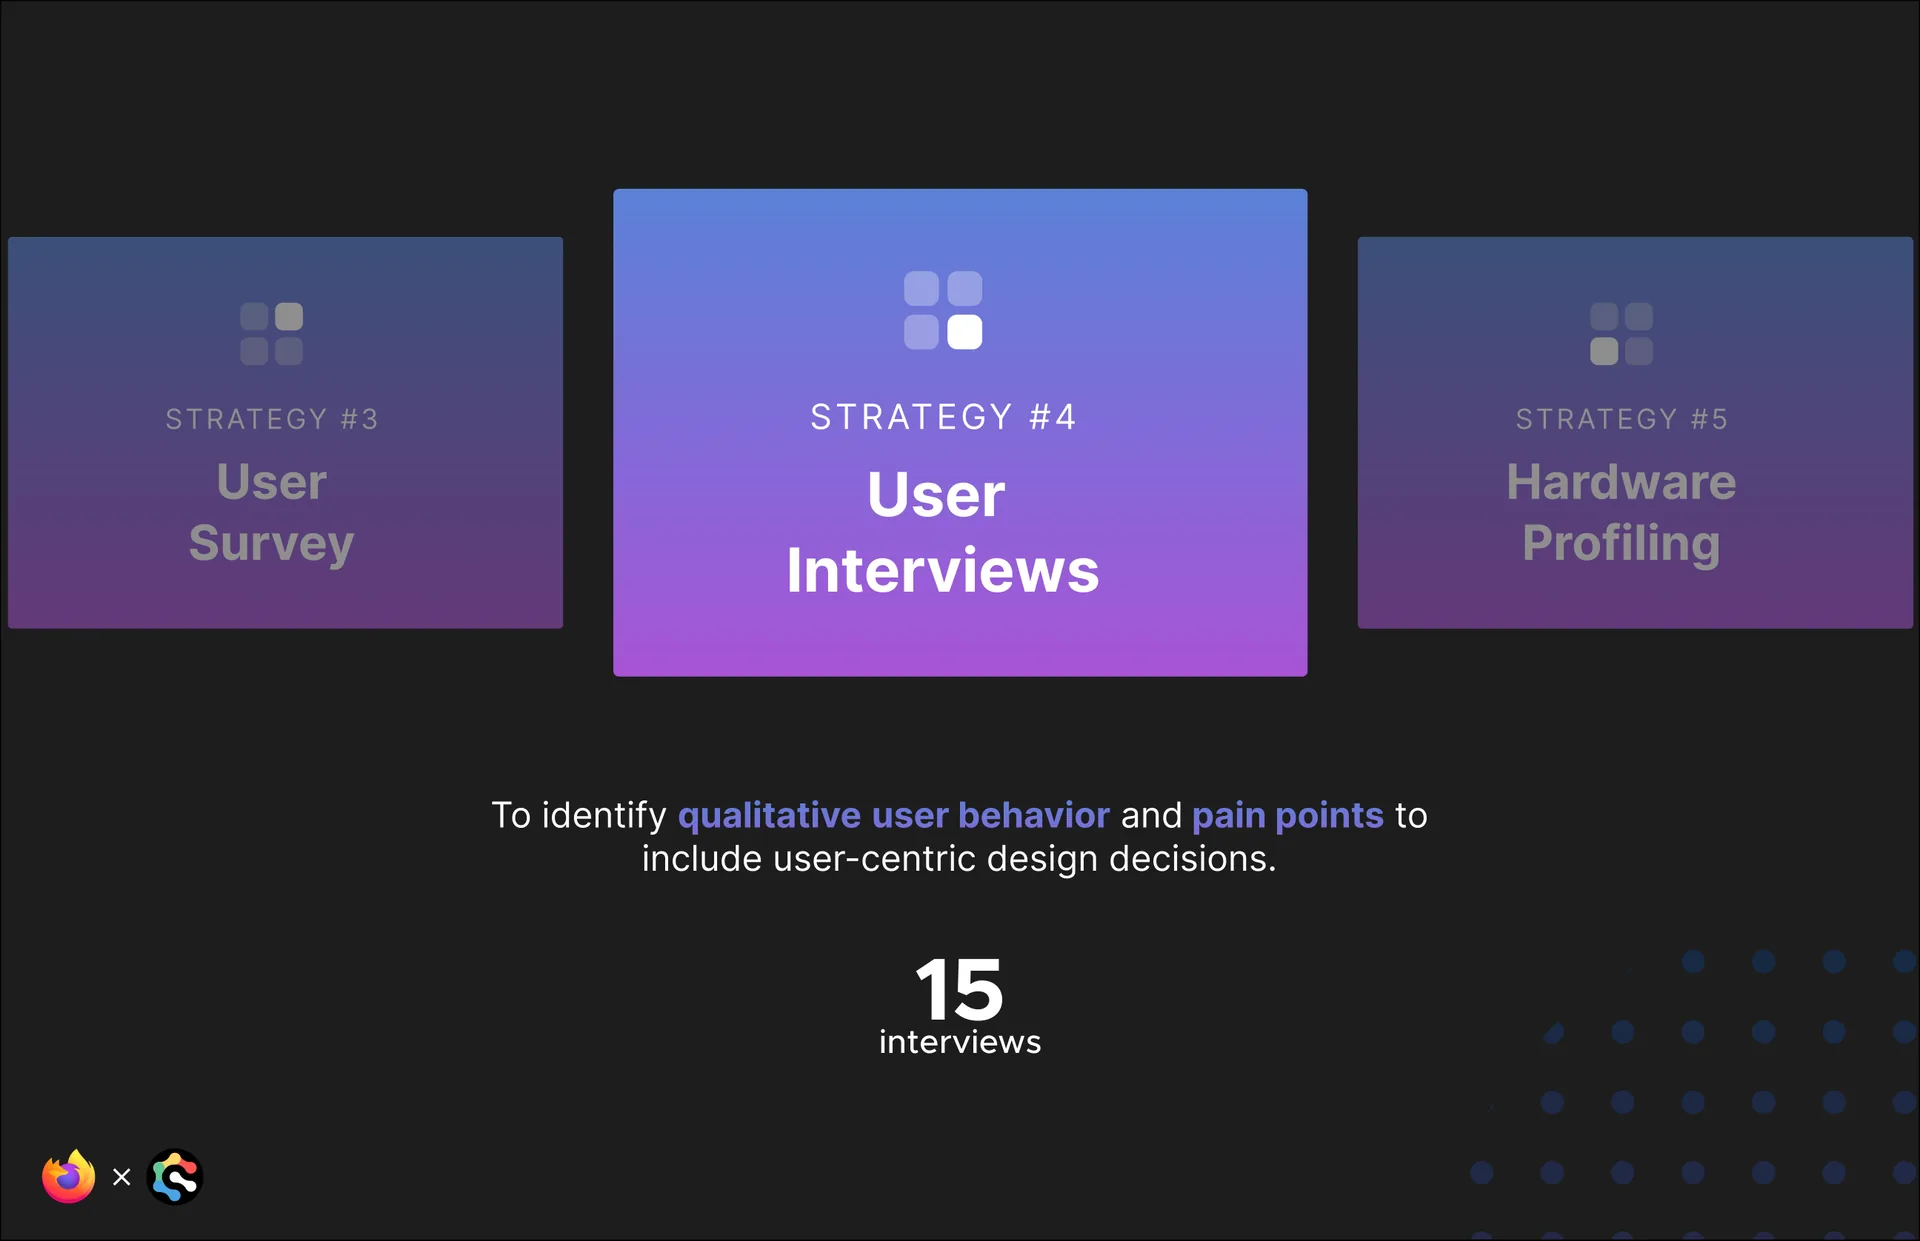 STRATEGY #3
User
Survey
STRATEGY #4
User
Interviews
STRATEGY #5
Hardware
Profiling
To identify qualitative user behavior and pain points to
include user-centric design decisions.
15
interviews
×